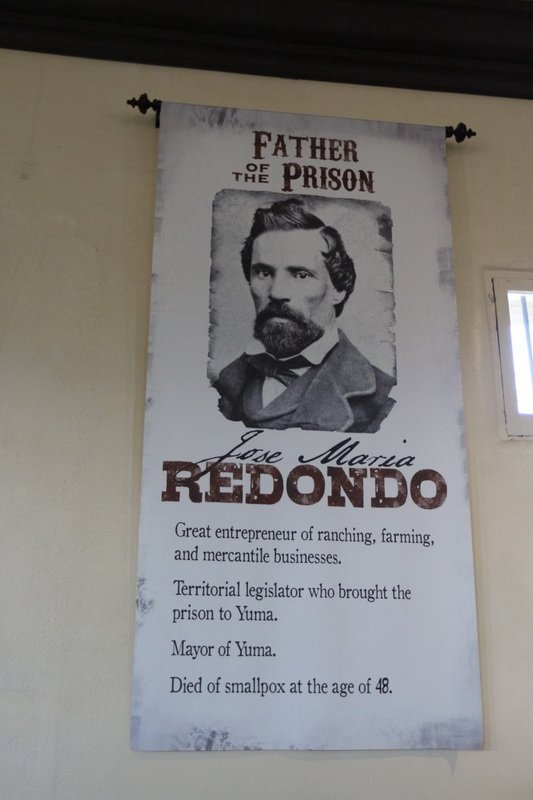 FATHER
OF THE PRISON
Jose Maria
REDONDO
Great entrepreneur of ranching, farming,
and mercantile businesses.
Territorial legislator who brought the
prison to Yuma.
Mayor of Yuma.
Died of smallpox at the age of 48.